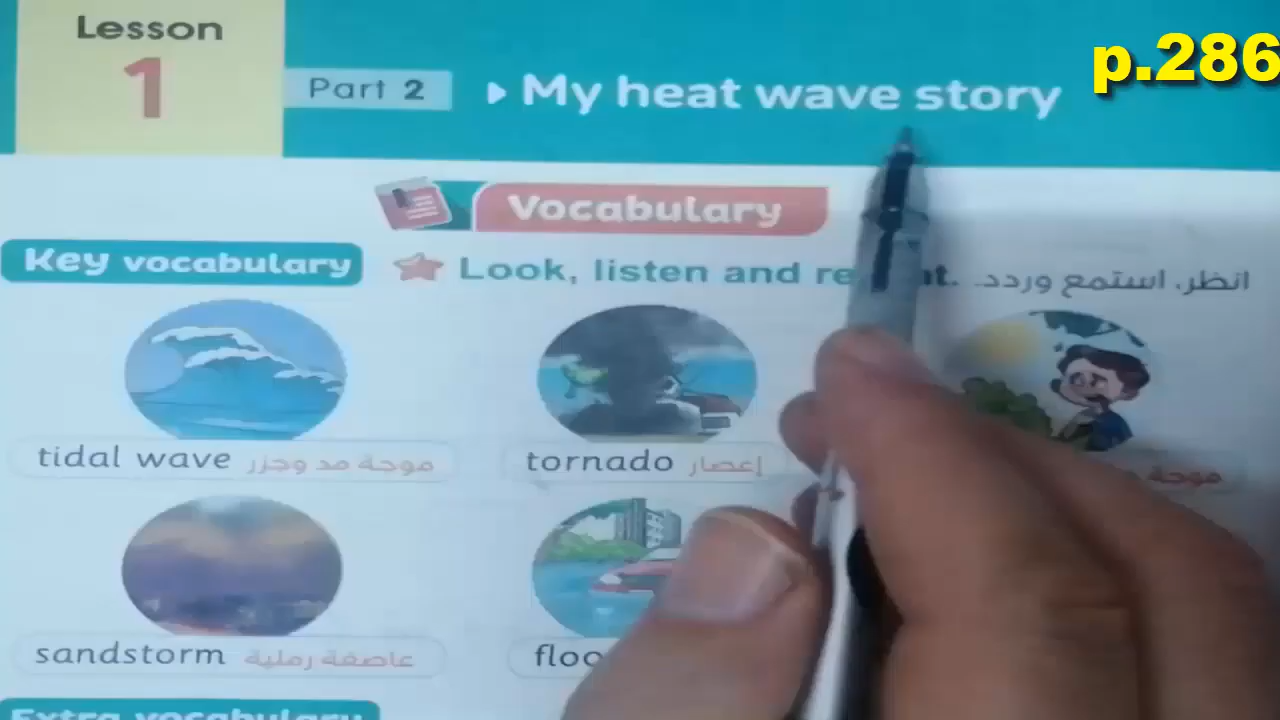 Lesson
1
Part 2
My heat wave story
p.286
Vocabulary
Key vocabulary
Look, listen and انظر، استمع وردد.
tidal wave موجة مد وجزر
tornado إعصار
موجة
sandstorm عاصفة رملية
Extra vocabulary